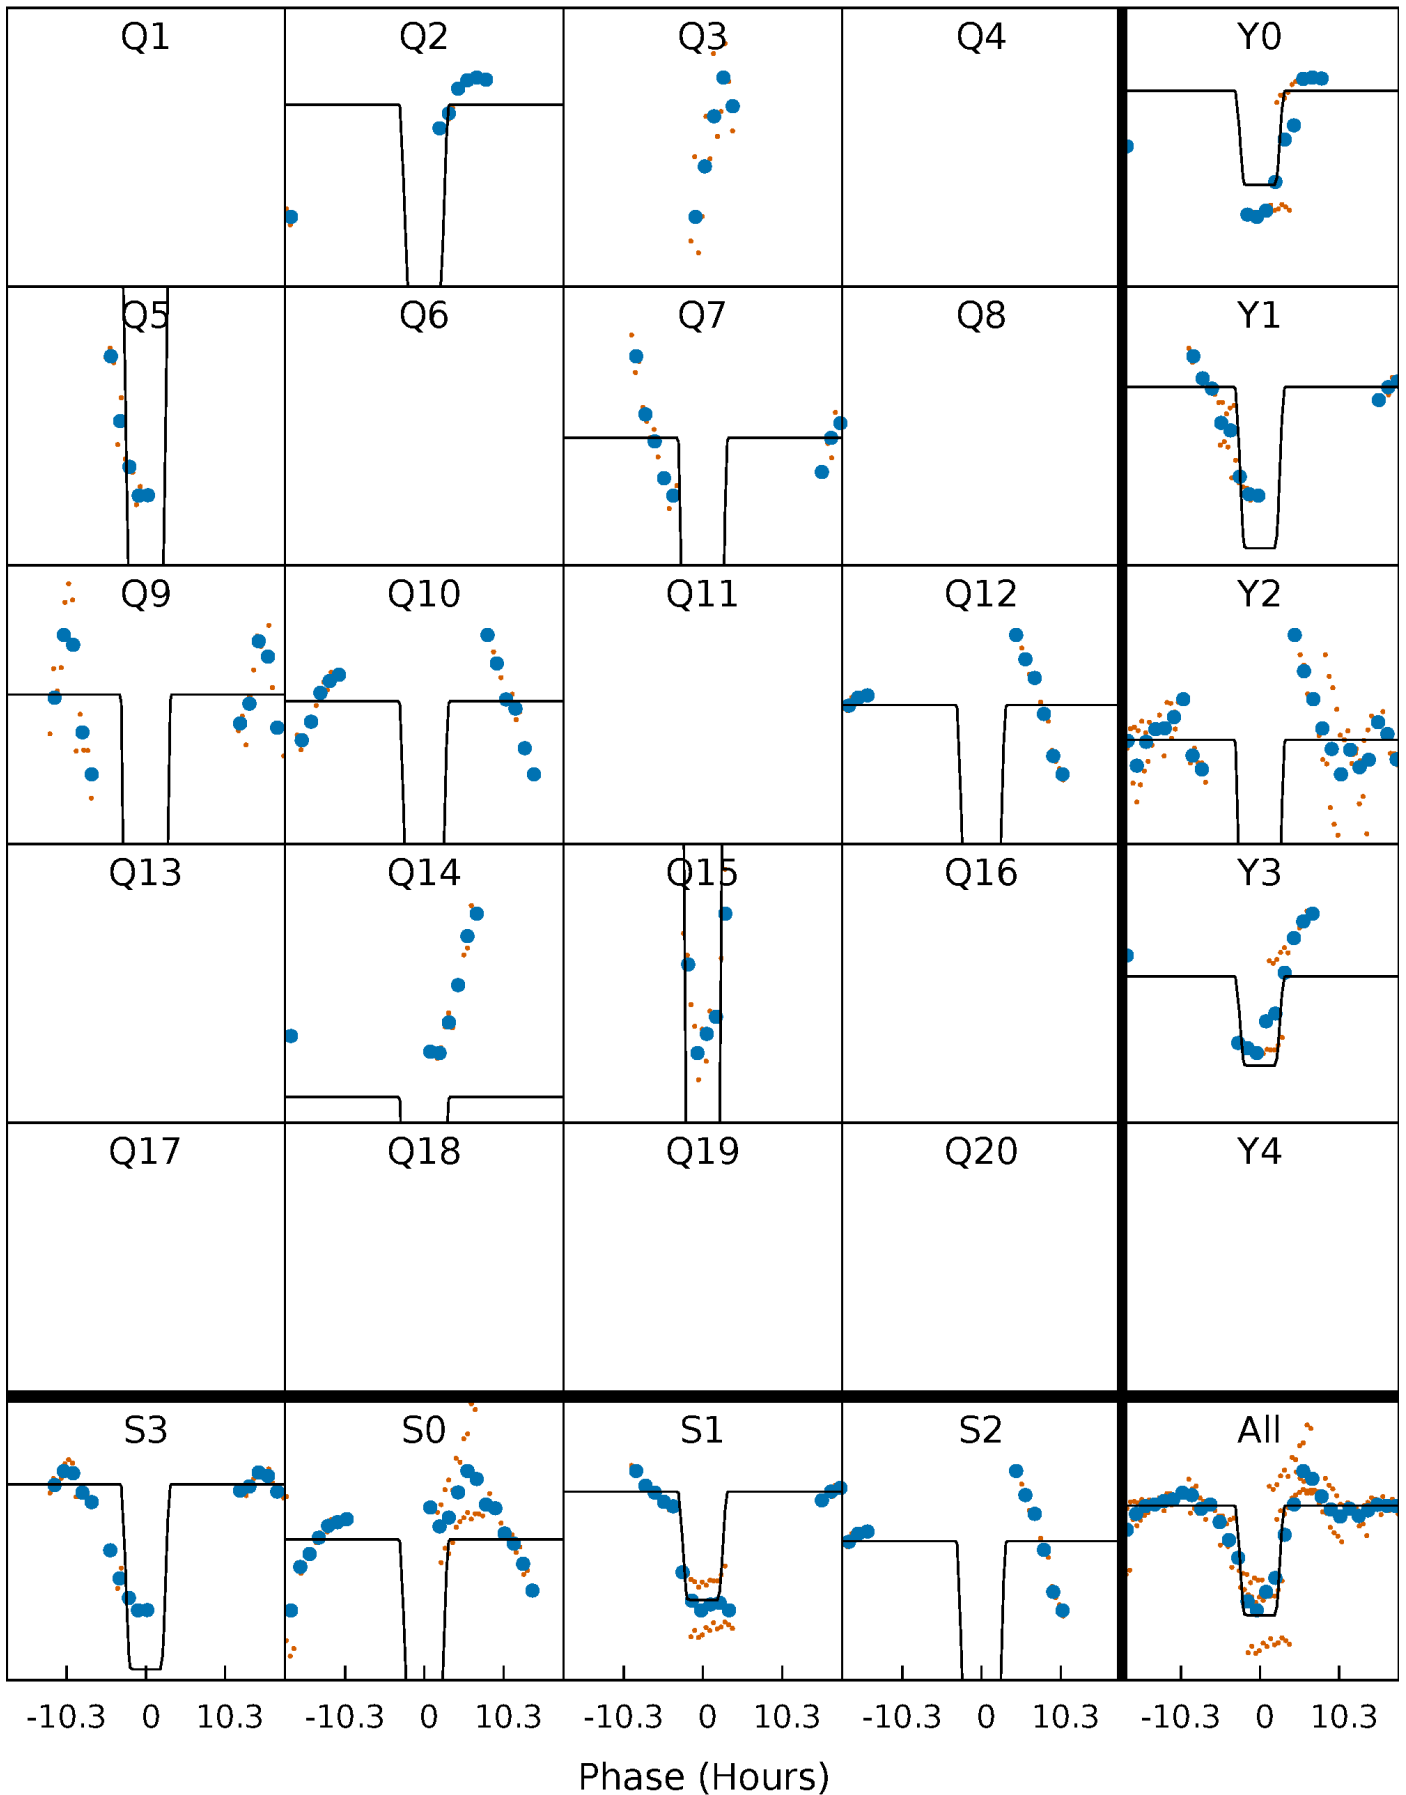 Q1 Q2 Q3 Q4 Y0
Q5 Q6 Q7 Q8 Y1
Q9 Q10 Q11 Q12 Y2
Q13 Q14 Q15 Q16 Y3
Q17 Q18 Q19 Q20 Y4
S3 S0 S1 S2 All
-10.3 0 10.3 -10.3 0 10.3 -10.3 0 10.3 -10.3 0 10.3 -10.3 0 10.3
Phase (Hours)